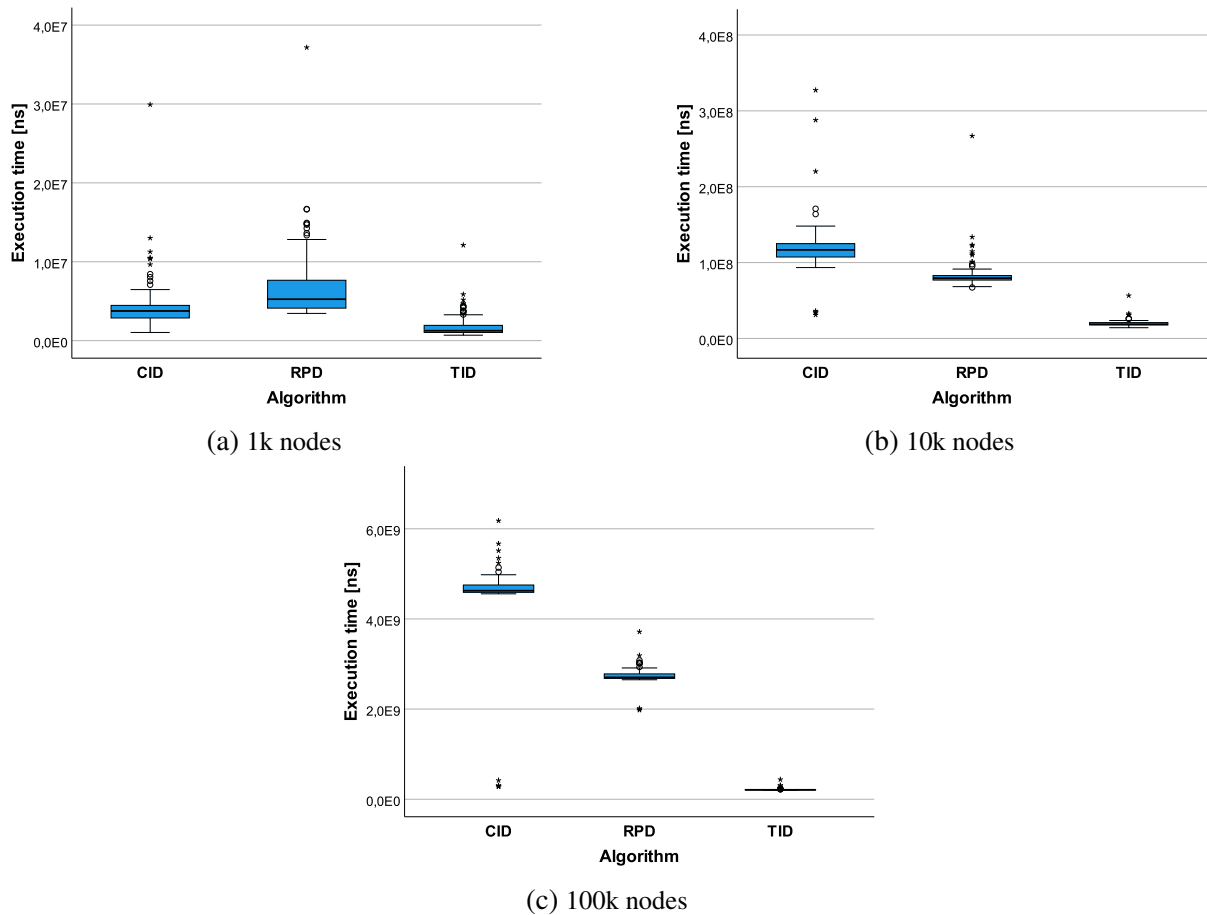 4,0E7
3,0E7
2,0E7
1,0E7
0,0E0
Execution time [ns]
CID RPD TID
Algorithm
(a) 1k nodes
4,0E8
3,0E8
2,0E8
1,0E8
0,0E0
Execution time [ns]
CID RPD TID
Algorithm
(b) 10k nodes
6,0E9
4,0E9
2,0E9
0,0E0
Execution time [ns]
CID RPD TID
Algorithm
(c) 100k nodes